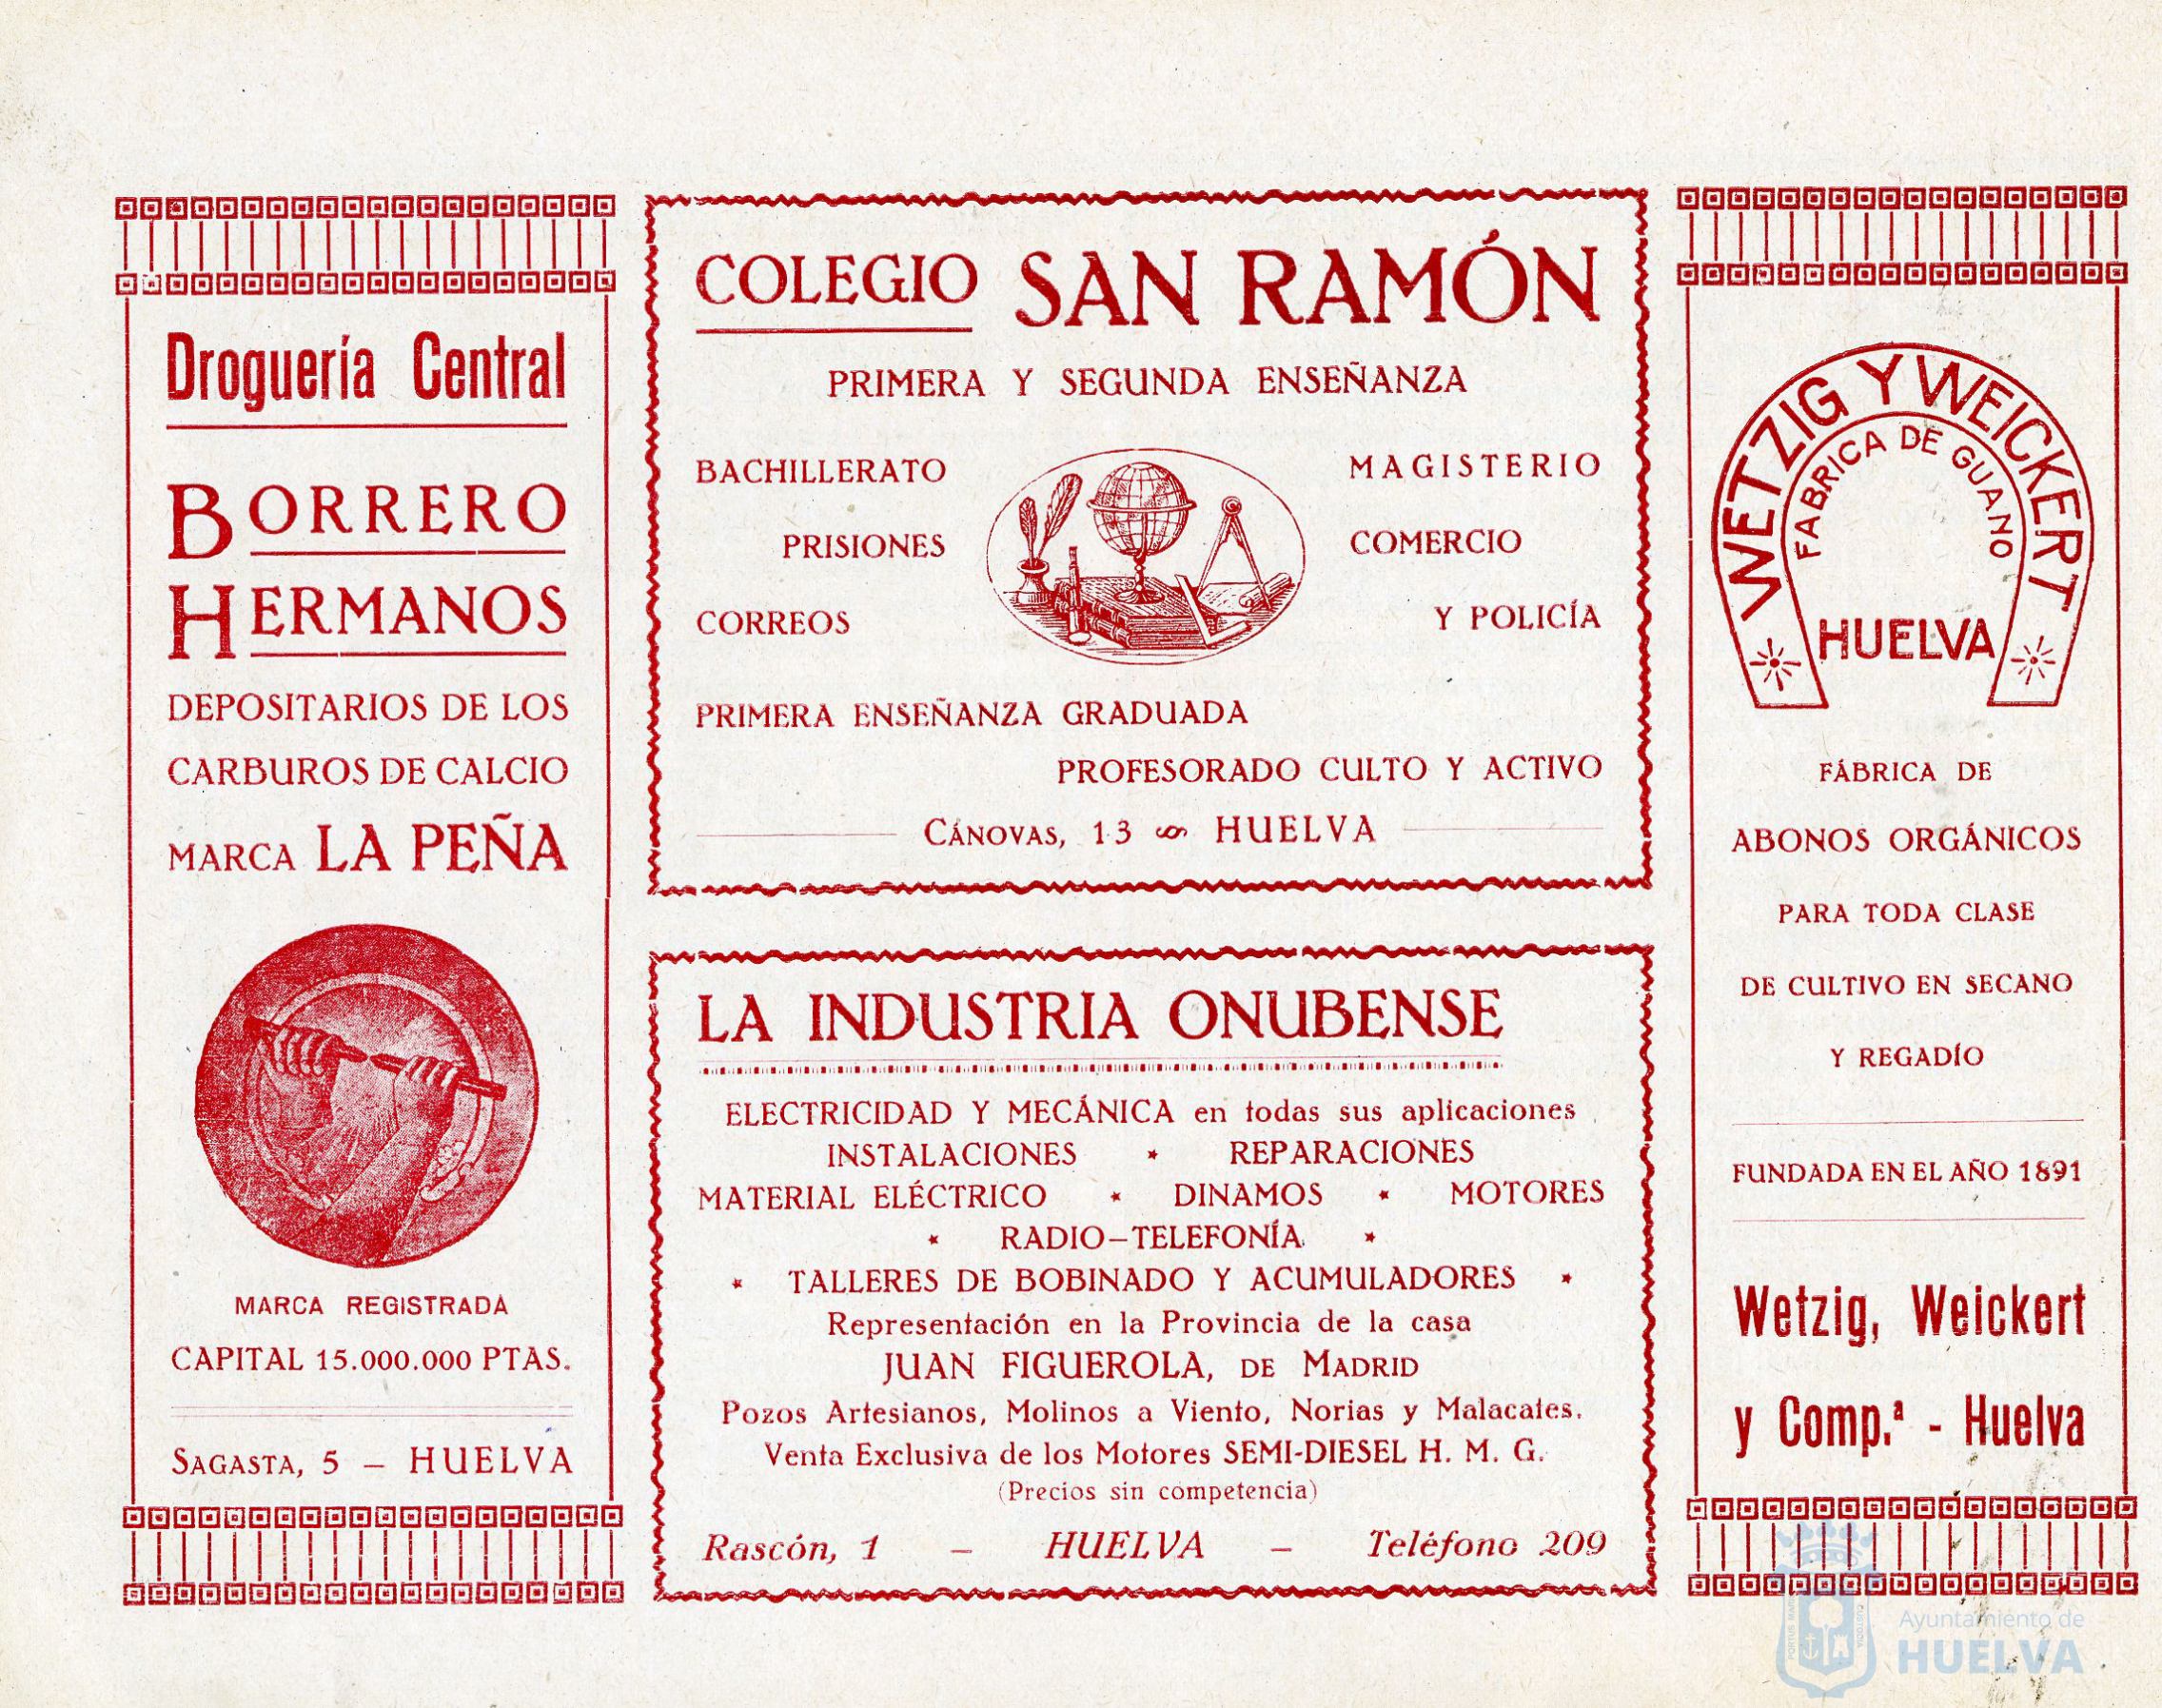 Droguería Central
BORRERO
HERMANOS
DEPOSITARIOS DE LOS
CARBUROS DE CALCIO
MARCA LA PEÑA
MARCA REGISTRADA
CAPITAL 15.000.000 PTAS.
SAGASTA, 5 – HUELVA
COLEGIO SAN RAMÓN
PRIMERA Y SEGUNDA ENSEÑANZA
BACHILLERATO
PRISIONES
CORREOS
MAGISTERIO
COMERCIO
Y POLICÍA
PRIMERA ENSEÑANZA GRADUADA
PROFESORADO CULTO Y ACTIVO
CÁNOVAS, 13 HUELVA
LA INDUSTRIA ONUBENSE
ELECTRICIDAD Y MECÁNICA en todas sus aplicaciones
INSTALACIONES ★ REPARACIONES
MATERIAL ELÉCTRICO ★ DINAMOS ★ MOTORES
★ RADIO-TELEFONÍA ★
★ TALLERES DE BOBINADO Y ACUMULADORES ★
Representación en la Provincia de la casa
JUAN FIGUEROLA, DE MADRID
Pozos Artesianos, Molinos a Viento, Norias y Malacates.
Venta Exclusiva de los Motores SEMI-DIESEL H. M. G.
(Precios sin competencia)
Rascón, 1 – HUELVA – Teléfono 209
WETZIG Y WEICKERT
FABRICA DE GUANO
HUELVA
FÁBRICA DE
ABONOS ORGÁNICOS
PARA TODA CLASE
DE CULTIVO EN SECANO
Y REGADÍO
FUNDADA EN EL AÑO 1891
Wetzig, Weickert
y Comp.ª - Huelva
Ayuntamiento de
HUELVA